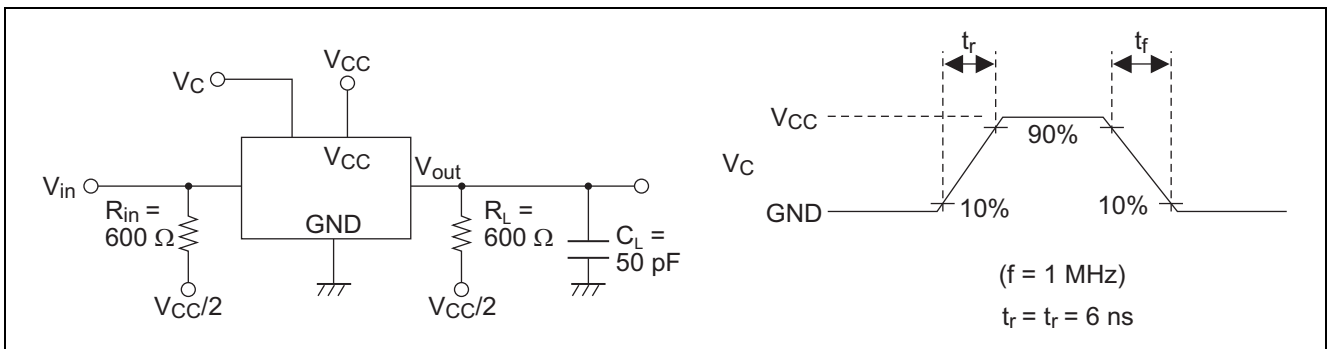 VC
VCC
VCC
Vin
Vout
Rin =
600 Ω
GND
RL =
600 Ω
CL =
50 pF
VCC/2
VCC/2
tr
tf
VCC
90%
VC
GND
10%
10%
(f = 1 MHz)
tr = tr = 6 ns